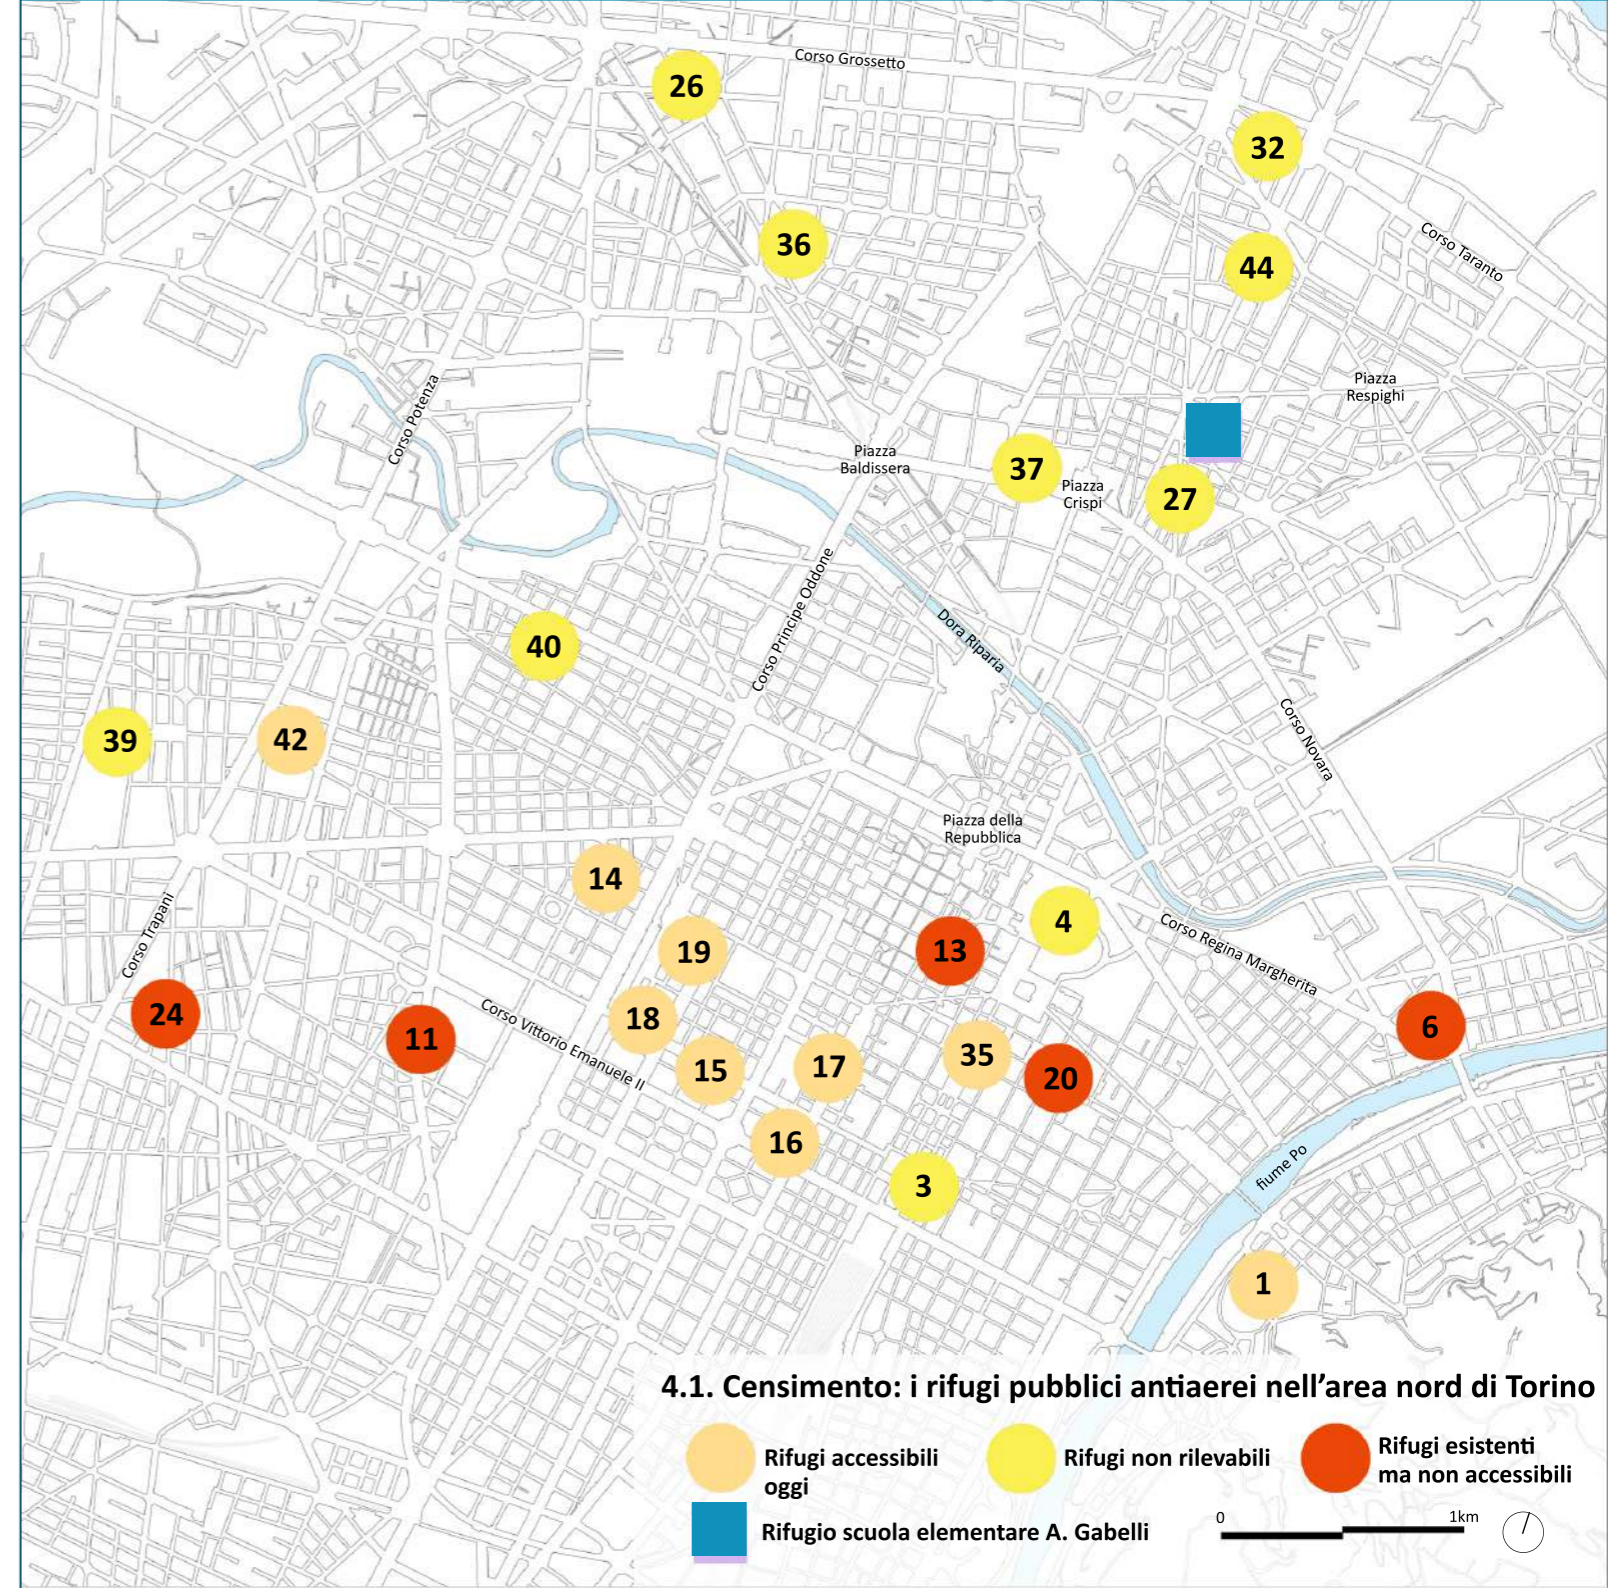 Corso Grossetto
26
32
36
44
Corso Taranto
Piazza
Respighi
Corso Potenza
Piazza
Baldissera
37
Piazza
Crispi
27
Corso Principe Oddone
Dora Riparia
40
39
42
Corso Novara
Piazza della
Repubblica
14
4
Corso Trapani
19
13
Corso Regina Margherita
24
11
Corso Vittorio Emanuele II
18
6
15
17
35
20
16
3
fiume Po
1
4.1. Censimento: i rifugi pubblici antiaerei nell’area nord di Torino
Rifugi accessibili
oggi
Rifugi non rilevabili
Rifugi esistenti
ma non accessibili
Rifugio scuola elementare A. Gabelli
0
1km